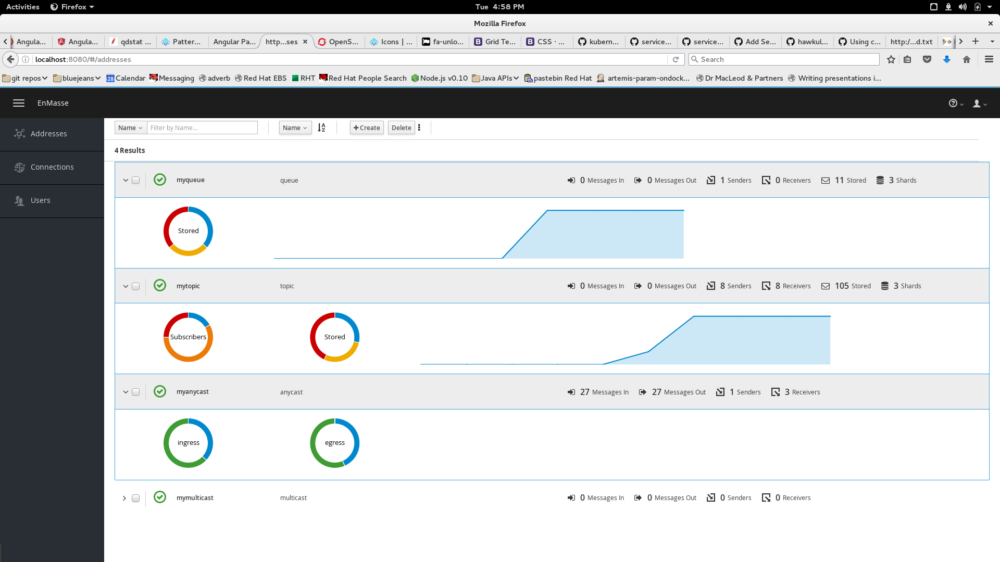 Activities Firefox Tue 4:58 PM
Mozilla Firefox
Angula... Angula... qdstat ... Patter... Angular Pa... http...ses OpenS... Icons | ... fa-unlo... Grid Te... CSS · ... kubern... service... service... Add Se... hawkul... Using c... http:/...d.txt
localhost:8080/#/addresses Search
git repos bluejeans 28 Calendar Messaging adverb Red Hat EBS RHT Red Hat People Search Node.js v0.10 Java APIs pastebin Red Hat artemis-param-ondock... Dr MacLeod & Partners Writing presentations i...
EnMasse
Addresses
Connections
Users
Name Filter by Name... Name Create Delete
4 Results
myqueue queue 0 Messages In 0 Messages Out 1 Senders 0 Receivers 11 Stored 3 Shards
Stored
mytopic topic 0 Messages In 0 Messages Out 8 Senders 8 Receivers 105 Stored 3 Shards
Subscribers Stored
myanycast anycast 27 Messages In 27 Messages Out 1 Senders 3 Receivers
ingress egress
mymulticast multicast 0 Messages In 0 Messages Out 0 Senders 0 Receivers